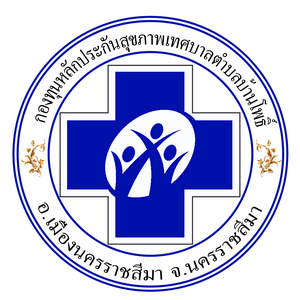 กองทุนหลักประกันสุขภาพเทศบาลตำบลบ้านโพธิ์
อ.เมืองนครราชสีมา จ.นครราชสีมา